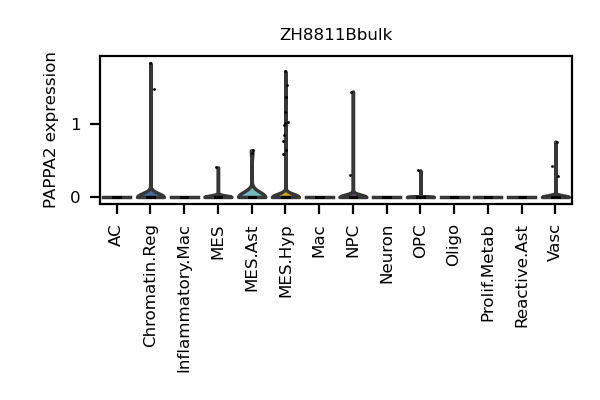 ZH8811Bbulk
PAPPA2 expression
1
0
AC
Chromatin.Reg
Inflammatory.Mac
MES
MES.Ast
MES.Hyp
Mac
NPC
Neuron
OPC
Oligo
Prolif.Metab
Reactive.Ast
Vasc